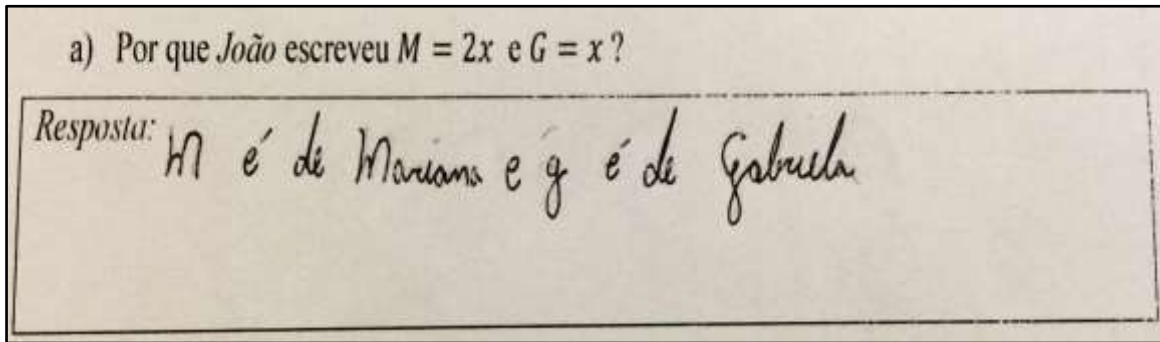 a) Por que João escreveu M = 2x e G = x ?
Resposta: M é de Mariana e g é de Gabriela